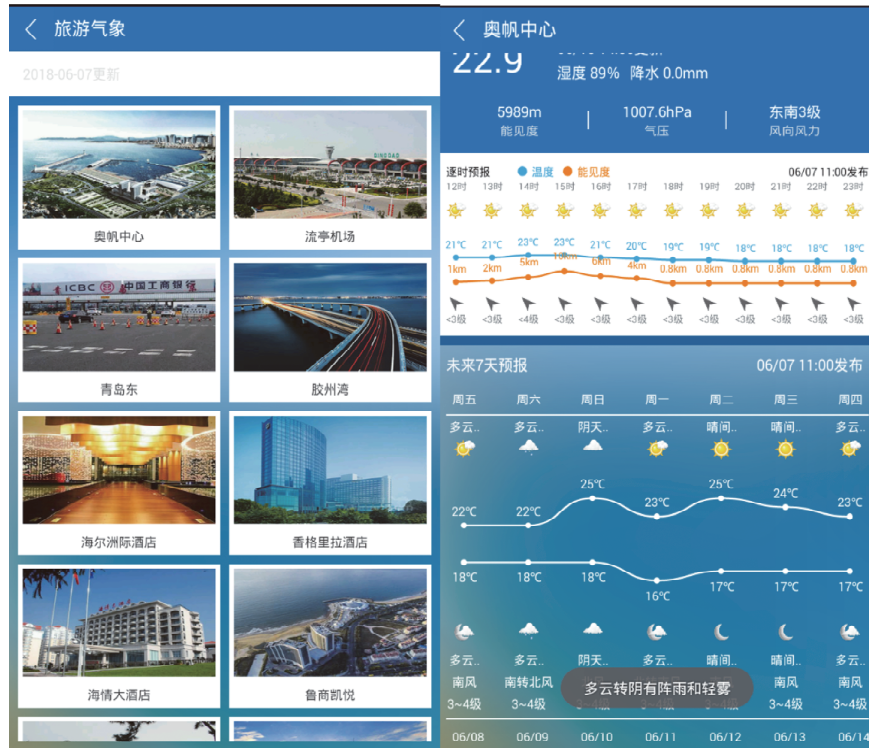 旅游气象
2018-06-07更新
奥帆中心
流亭机场
ICBC 中国工商银行
青岛东
胶州湾
海尔洲际酒店
香格里拉酒店
海情大酒店
鲁商凯悦
奥帆中心
22.9
湿度 89% 降水 0.0mm
5989m 1007.6hPa 东南3级
能见度 气压 风向风力
逐时预报 温度 能见度 06/07 11:00发布
12时 13时 14时 15时 16时 17时 18时 19时 20时 21时 22时 23时
21℃ 21℃ 23℃ 23℃ 21℃ 20℃ 19℃ 19℃ 18℃ 18℃ 18℃ 18℃
1km 2km 5km 10km 6km 4km 0.8km 0.8km 0.8km 0.8km 0.8km 0.8km
<3级 <3级 <4级 <3级 <3级 <3级 <3级 <3级 <3级 <3级 <3级 <3级
未来7天预报 06/07 11:00发布
周五 周六 周日 周一 周二 周三 周四
多云.. 多云.. 阴天.. 多云.. 晴间.. 晴间.. 多云..
22℃ 22℃ 25℃ 23℃ 25℃ 24℃ 23℃
18℃ 18℃ 18℃ 16℃ 17℃ 17℃ 17℃
多云.. 多云.. 阴天.. 多云.. 晴间.. 晴间.. 多云..
南风 南转北风 南风 南风
多云转阴有阵雨和轻雾
3~4级 3~4级 3~4级 3~4级
06/08 06/09 06/10 06/11 06/12 06/13 06/14